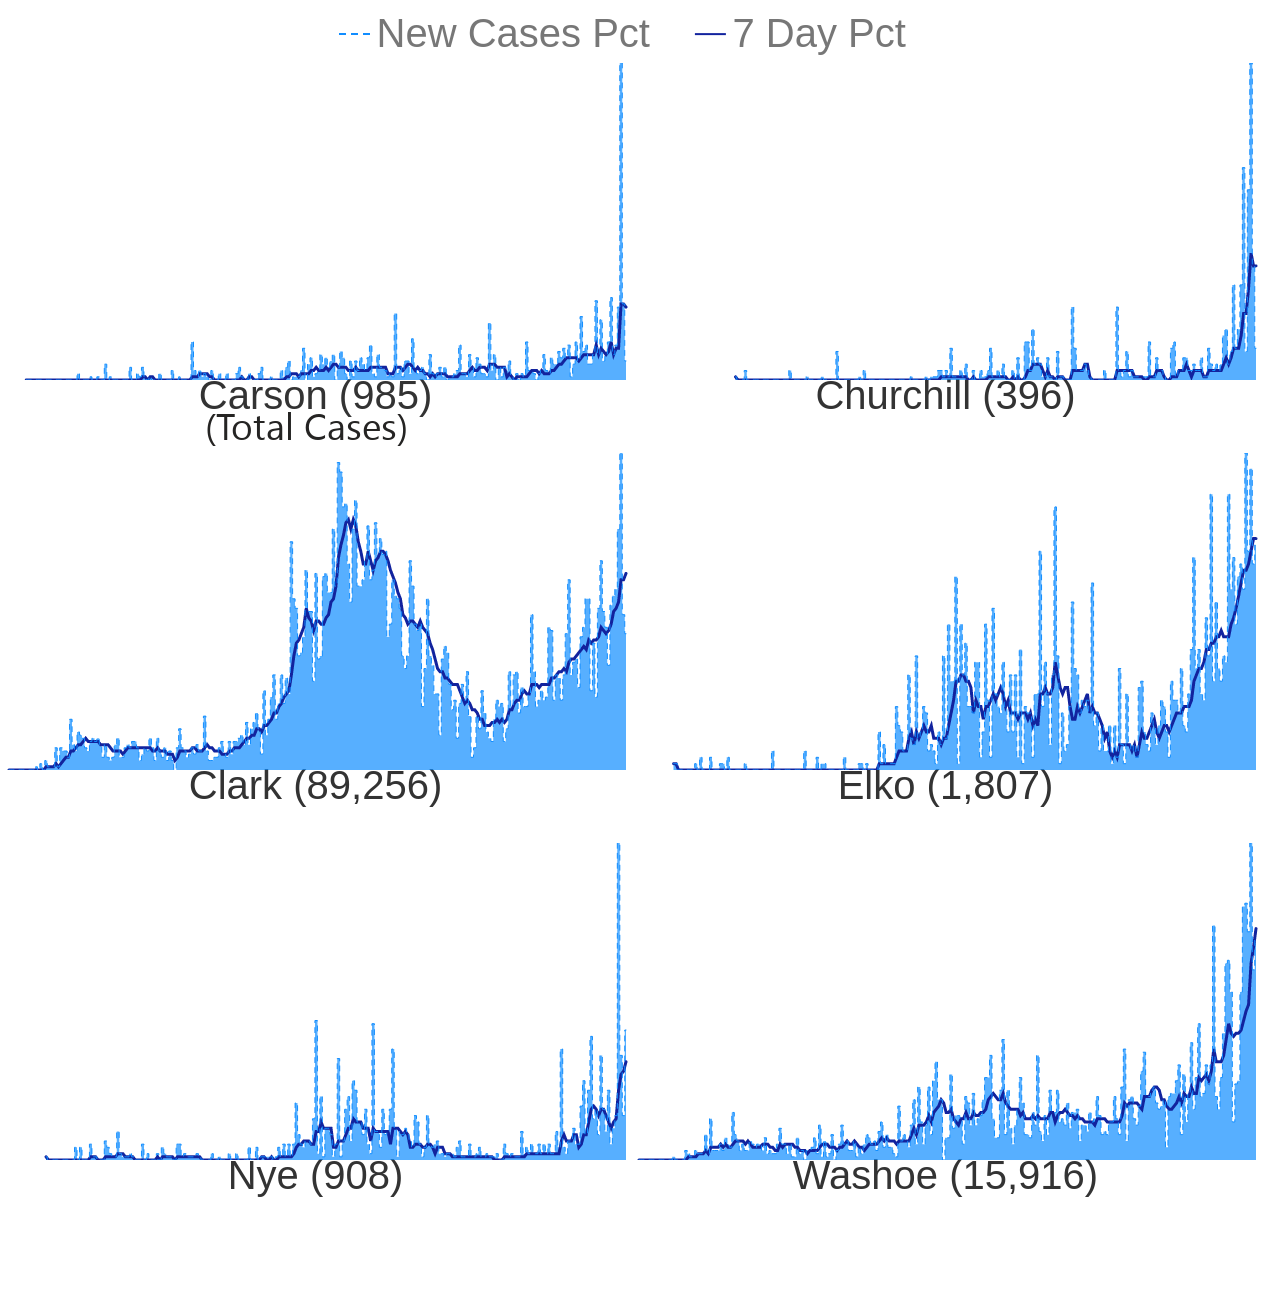 New Cases Pct 7 Day Pct
Carson (985) Churchill (396)
(Total Cases)
Clark (89,256) Elko (1,807)
Nye (908) Washoe (15,916)